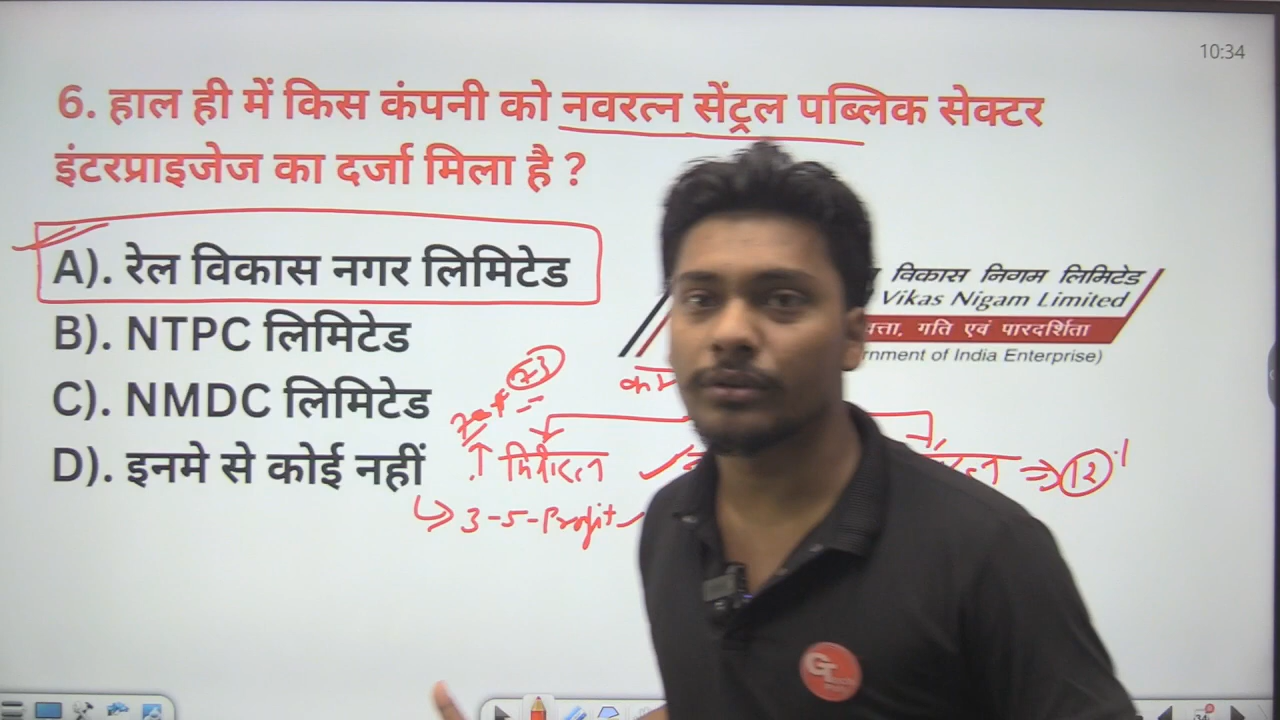 10:34
6. हाल ही में किस कंपनी को नवरत्न सेंट्रल पब्लिक सेक्टर
इंटरप्राइजेज का दर्जा मिला है ?
A). रेल विकास नगर लिमिटेड
विकास निगम लिमिटेड
Vikas Nigam Limited
गति एवं पारदर्शिता
of India Enterprise)
B). NTPC लिमिटेड
73
C). NMDC लिमिटेड
D). इनमे से कोई नहीं
12
3-5-Profit